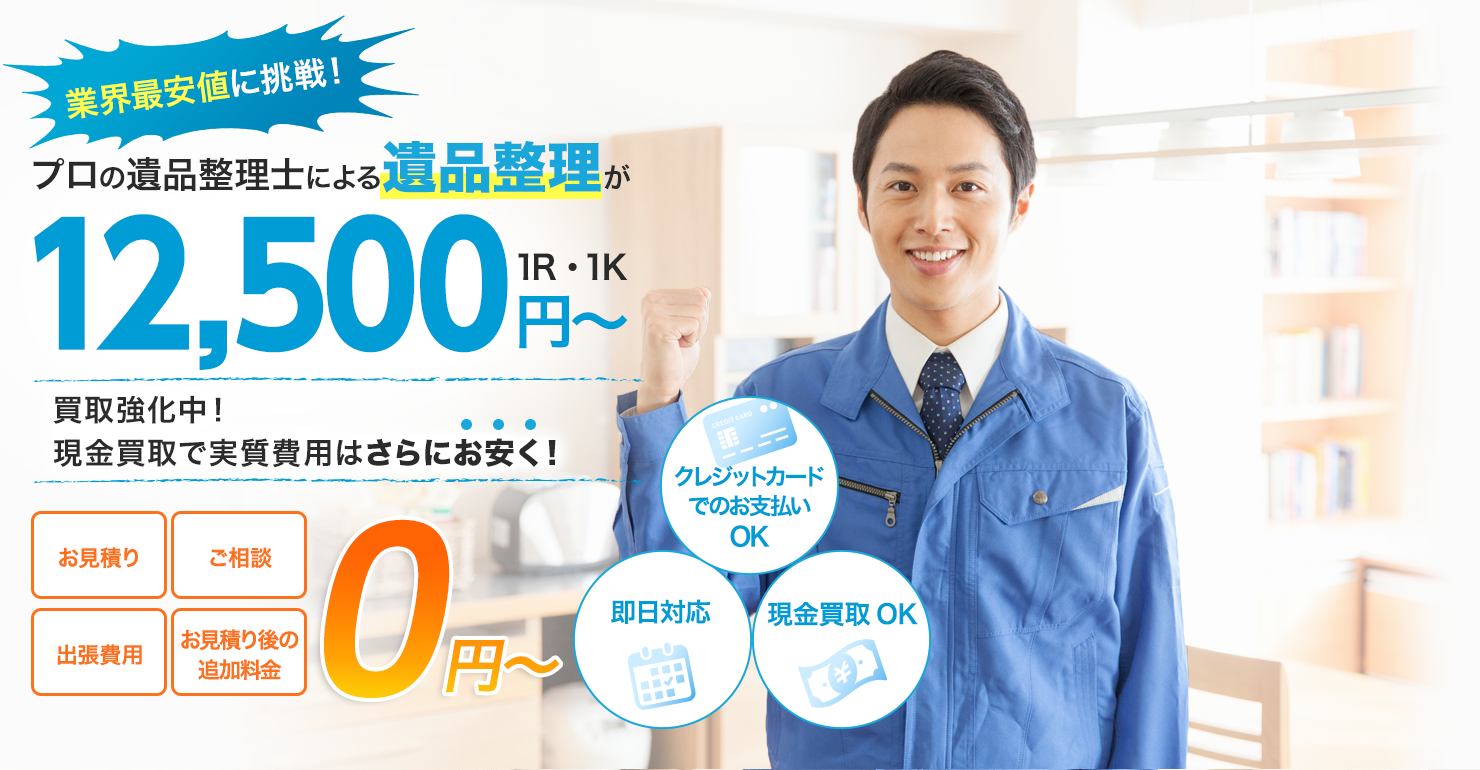 業界最安値に挑戦！
プロの遺品整理士による遺品整理が
12,500
1R・1K
円〜
買取強化中！
現金買取で実質費用はさらにお安く！
お見積り
ご相談
出張費用
お見積り後の
追加料金
0円〜
CREDIT CARD
クレジットカード
でのお支払い
OK
即日対応
現金買取 OK
¥